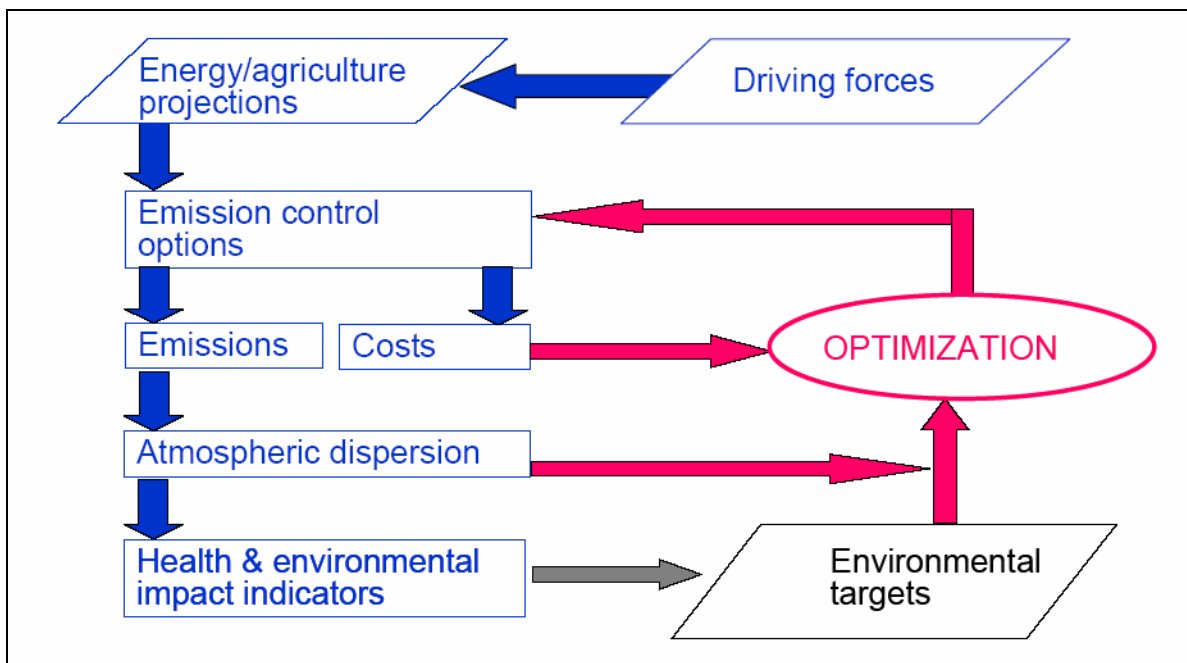 Energy/agriculture
projections
Driving forces
Emission control
options
Emissions
Costs
OPTIMIZATION
Atmospheric dispersion
Health & environmental
impact indicators
Environmental
targets